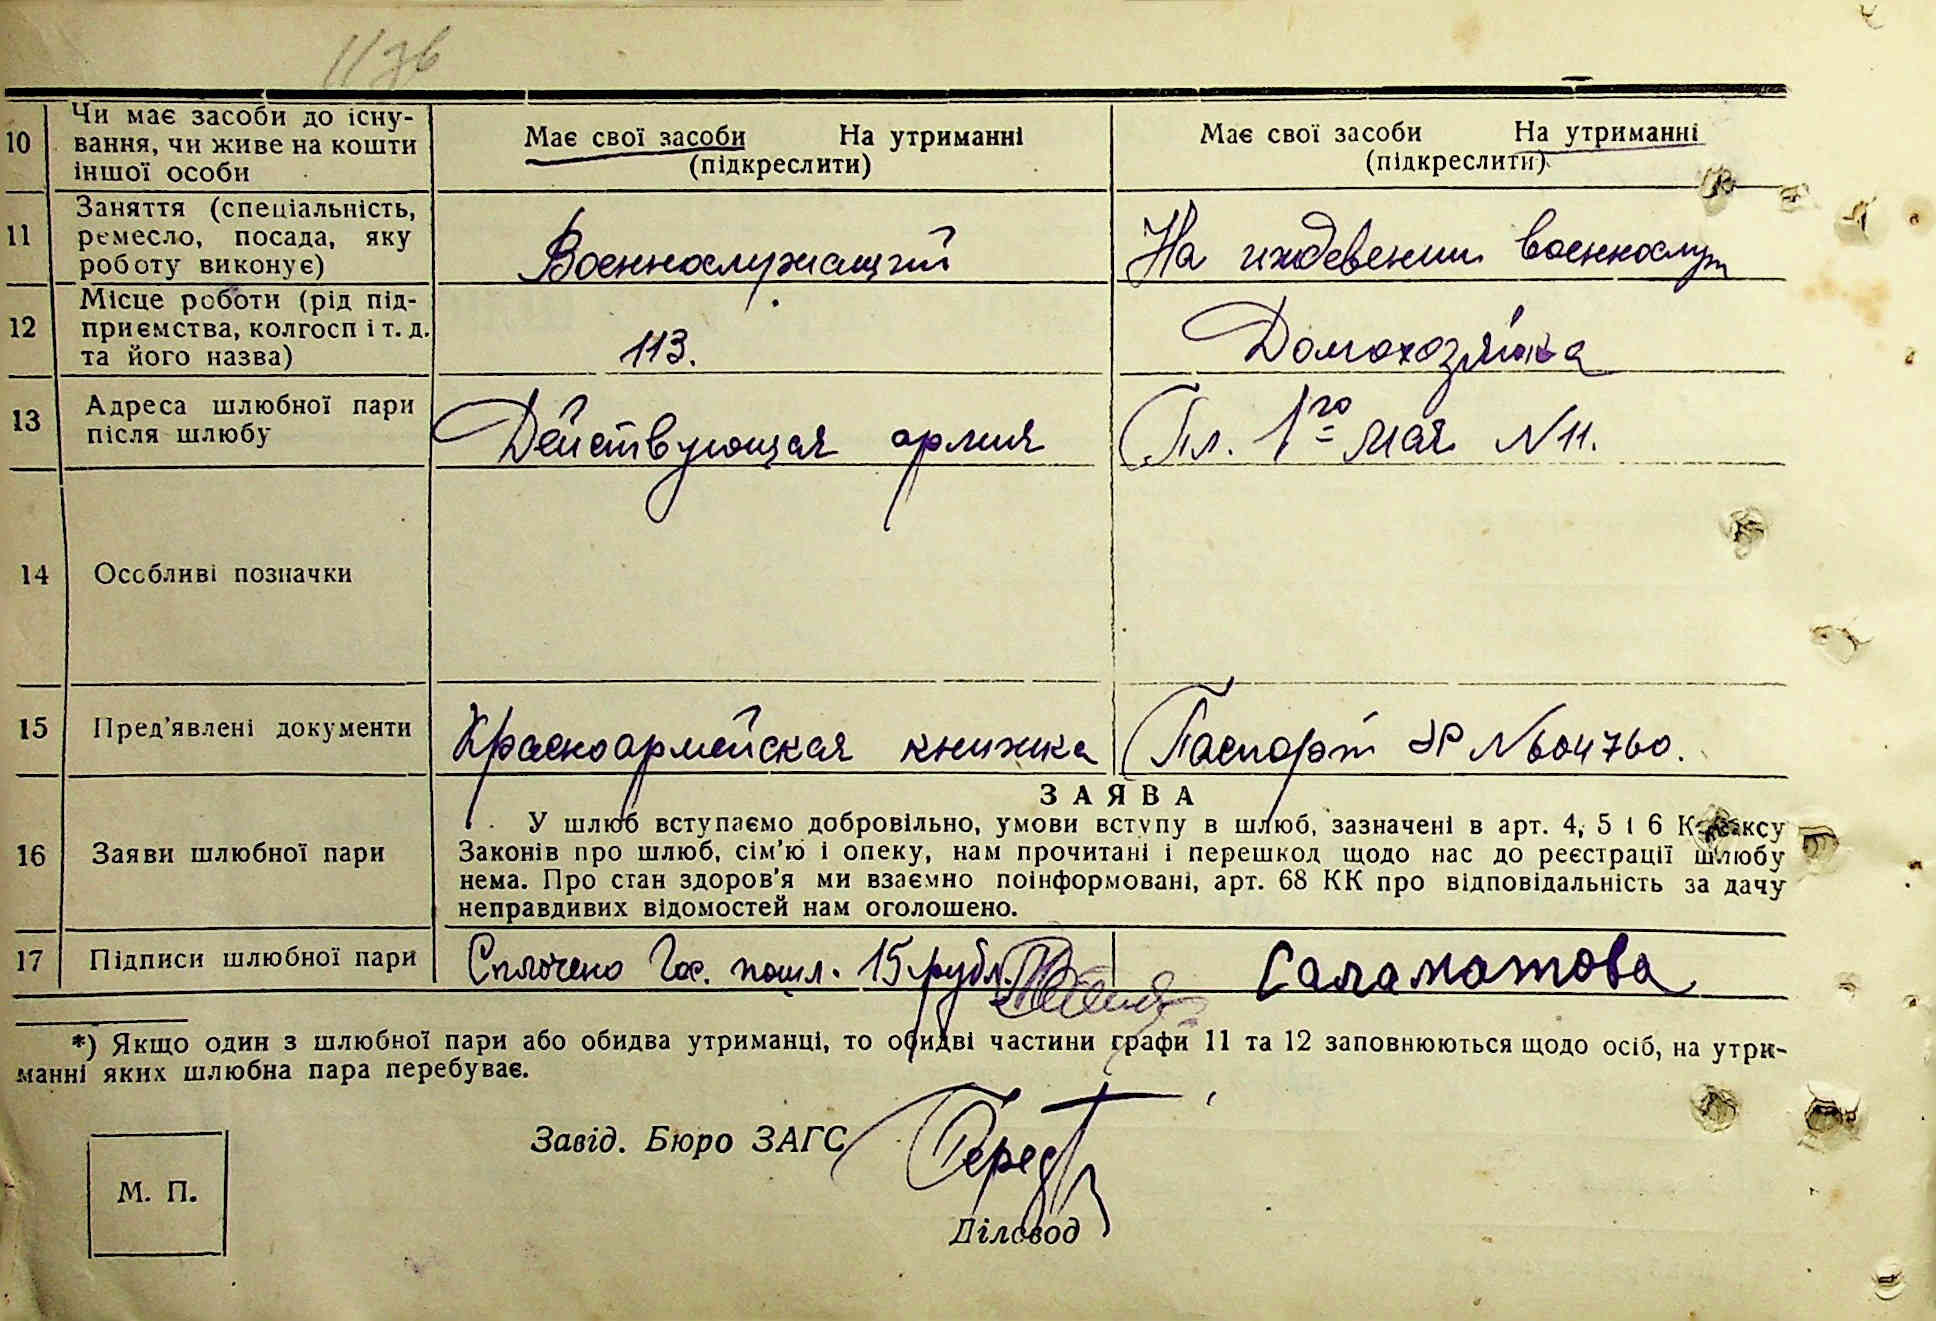 11 зв
10 Чи має засоби до існу-
вання, чи живе на кошти
іншої особи
Має свої засоби На утриманні
(підкреслити)
Має свої засоби На утриманні
(підкреслити)
11 Заняття (спеціальність,
ремесло, посада, яку
роботу виконує)
Военнослужащий
На иждевении военнослуж
12 Місце роботи (рід під-
приємства, колгосп і т. д.
та його назва)
113.
Домохозяйка
13 Адреса шлюбної пари
після шлюбу
Действующая армия
Пл. 1го мая N 11.
14 Особливі позначки
15 Пред'явлені документи
Красноармейская книжка
Паспорт ЭР N 604760.
16 Заяви шлюбної пари
ЗАЯВА
У шлюб вступаємо добровільно, умови вступу в шлюб, зазначені в арт. 4, 5 і 6 Кодексу
Законів про шлюб, сім'ю і опеку, нам прочитані і перешкод щодо нас до реєстрації шлюбу
нема. Про стан здоров'я ми взаємно поінформовані, арт. 68 КК про відповідальність за дачу
неправдивих відомостей нам оголошено.
17 Підписи шлюбної пари
Сплочено Гос. пошл. 15 рубл.
Саламатова
*) Якщо один з шлюбної пари або обидва утриманці, то обидві частини графи 11 та 12 заповнюються щодо осіб, на утри-
манні яких шлюбна пара перебуває.
Завід. Бюро ЗАГС
М. П.
Діловод